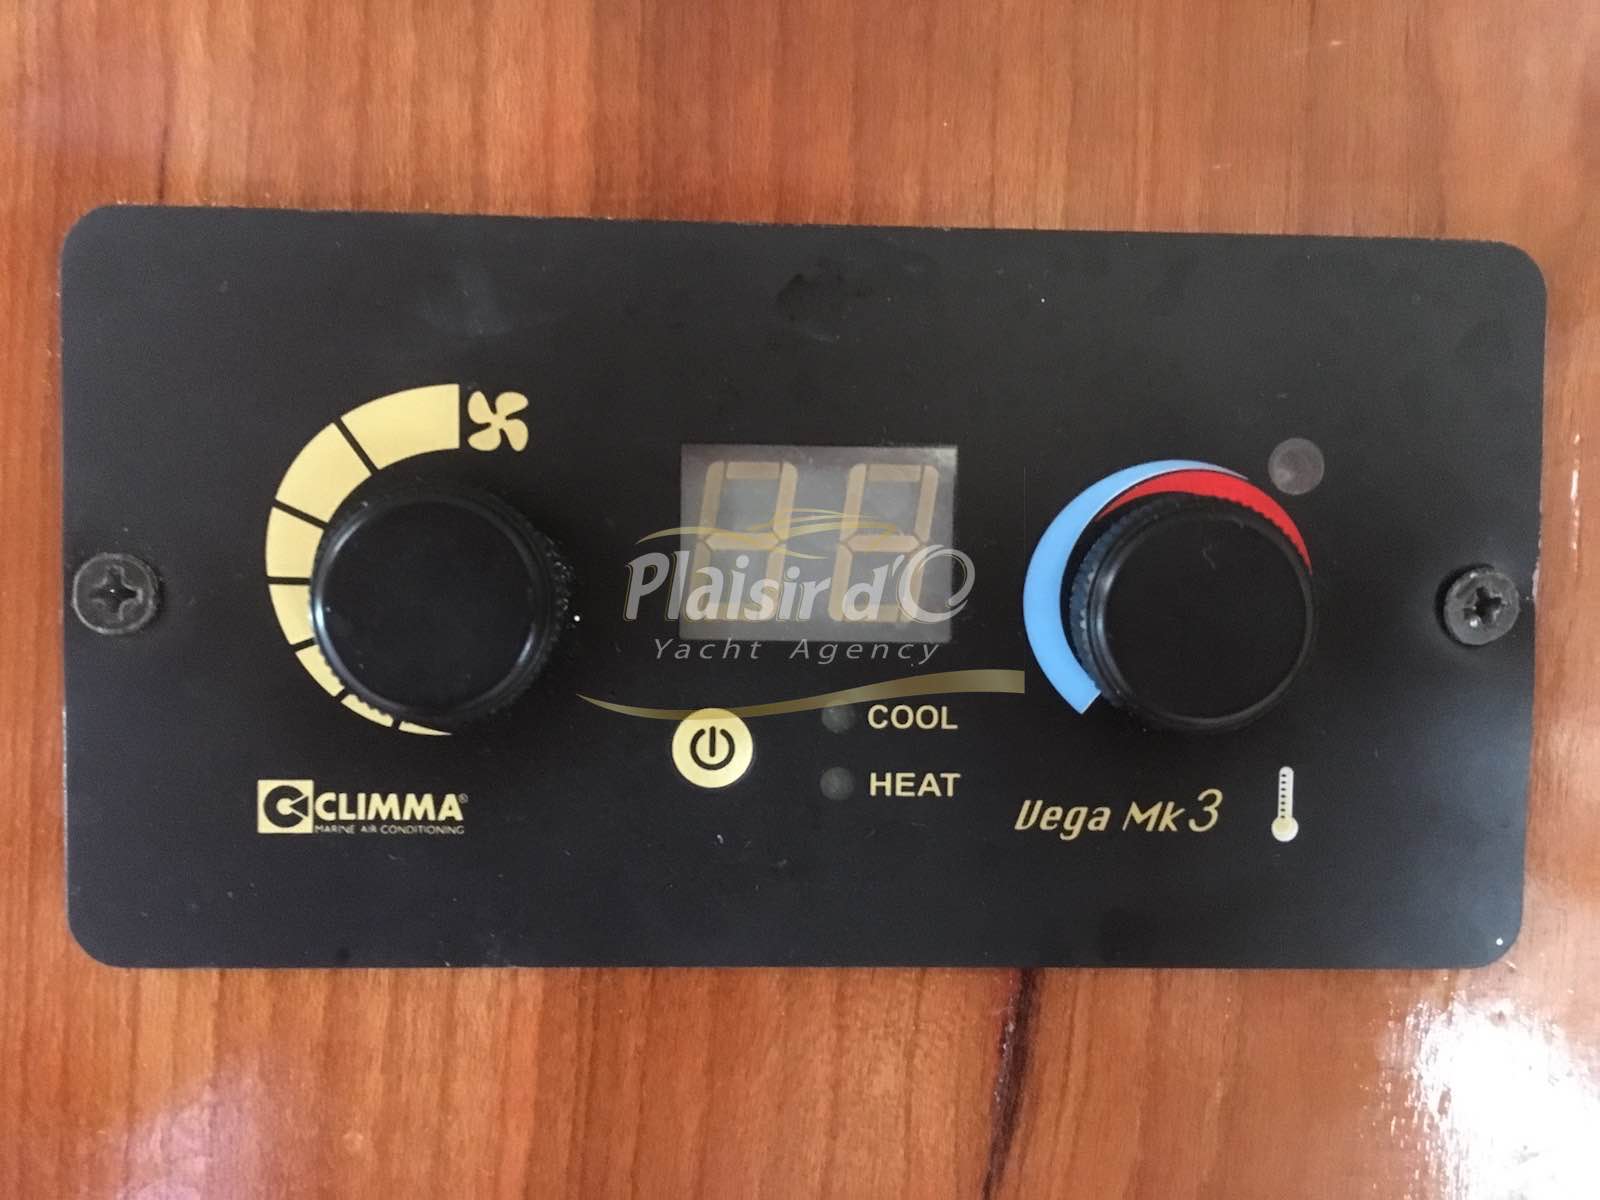 Plaisir d'O
Yacht Agency
COOL
HEAT
CLIMMA®
MARINE AIR CONDITIONING
Vega Mk3